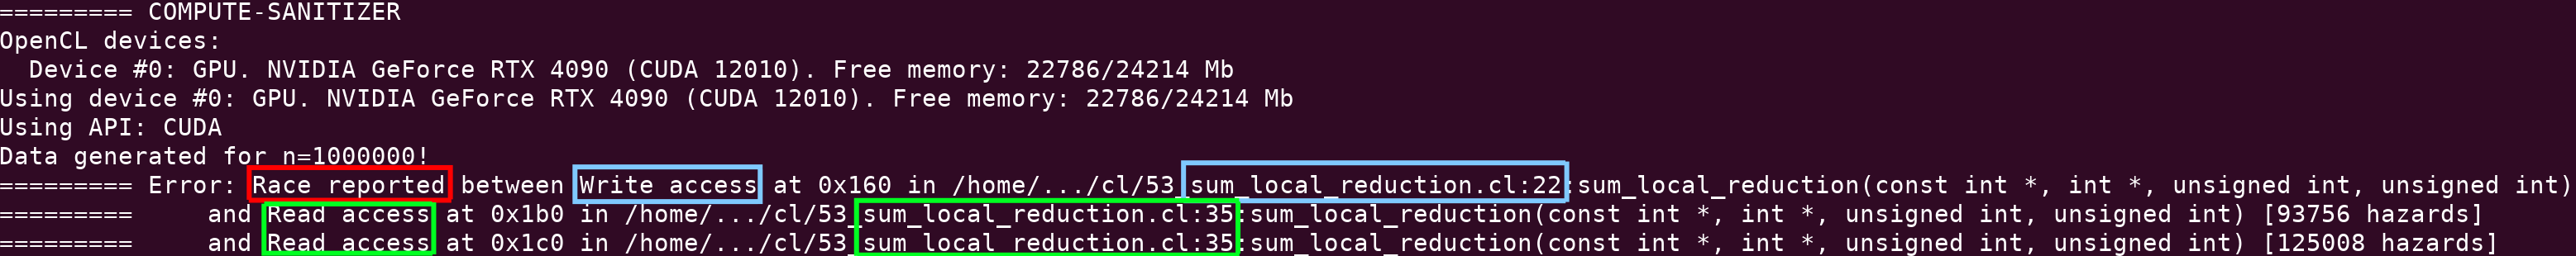 ========= COMPUTE-SANITIZER
OpenCL devices:
  Device #0: GPU. NVIDIA GeForce RTX 4090 (CUDA 12010). Free memory: 22786/24214 Mb
Using device #0: GPU. NVIDIA GeForce RTX 4090 (CUDA 12010). Free memory: 22786/24214 Mb
Using API: CUDA
Data generated for n=1000000!
========= Error: Race reported between Write access at 0x160 in /home/.../cl/53_sum_local_reduction.cl:22:sum_local_reduction(const int *, int *, unsigned int, unsigned int)
=========     and Read access at 0x1b0 in /home/.../cl/53_sum_local_reduction.cl:35:sum_local_reduction(const int *, int *, unsigned int, unsigned int) [93756 hazards]
=========     and Read access at 0x1c0 in /home/.../cl/53_sum_local_reduction.cl:35:sum_local_reduction(const int *, int *, unsigned int, unsigned int) [125008 hazards]